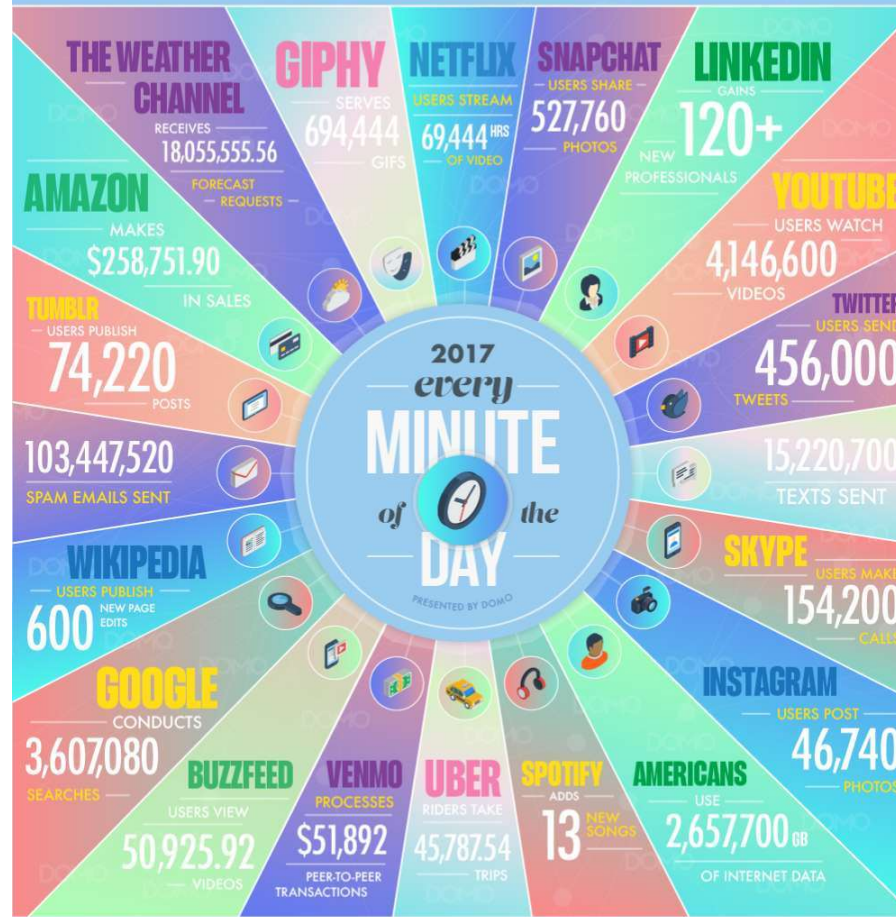 2017
every
MINUTE
of the
DAY
PRESENTED BY DOMO
THE WEATHER
CHANNEL
RECEIVES
18,055,555.56
FORECAST
REQUESTS
GIPHY
SERVES
694,444
GIFS
NETFLIX
USERS STREAM
69,444 HRS
OF VIDEO
SNAPCHAT
USERS SHARE
527,760
PHOTOS
LINKEDIN
GAINS
120+
NEW
PROFESSIONALS
YOUTUBE
USERS WATCH
4,146,600
VIDEOS
TWITTER
USERS SEND
456,000
TWEETS
15,220,700
TEXTS SENT
SKYPE
USERS MAKE
154,200
CALLS
INSTAGRAM
USERS POST
46,740
PHOTOS
AMERICANS
USE
2,657,700 GB
OF INTERNET DATA
SPOTIFY
ADDS
13 NEW
SONGS
UBER
RIDERS TAKE
45,787.54
TRIPS
VENMO
PROCESSES
$51,892
PEER-TO-PEER
TRANSACTIONS
BUZZFEED
USERS VIEW
50,925.92
VIDEOS
GOOGLE
CONDUCTS
3,607,080
SEARCHES
WIKIPEDIA
USERS PUBLISH
600 NEW PAGE
EDITS
103,447,520
SPAM EMAILS SENT
TUMBLR
USERS PUBLISH
74,220
POSTS
AMAZON
MAKES
$258,751.90
IN SALES